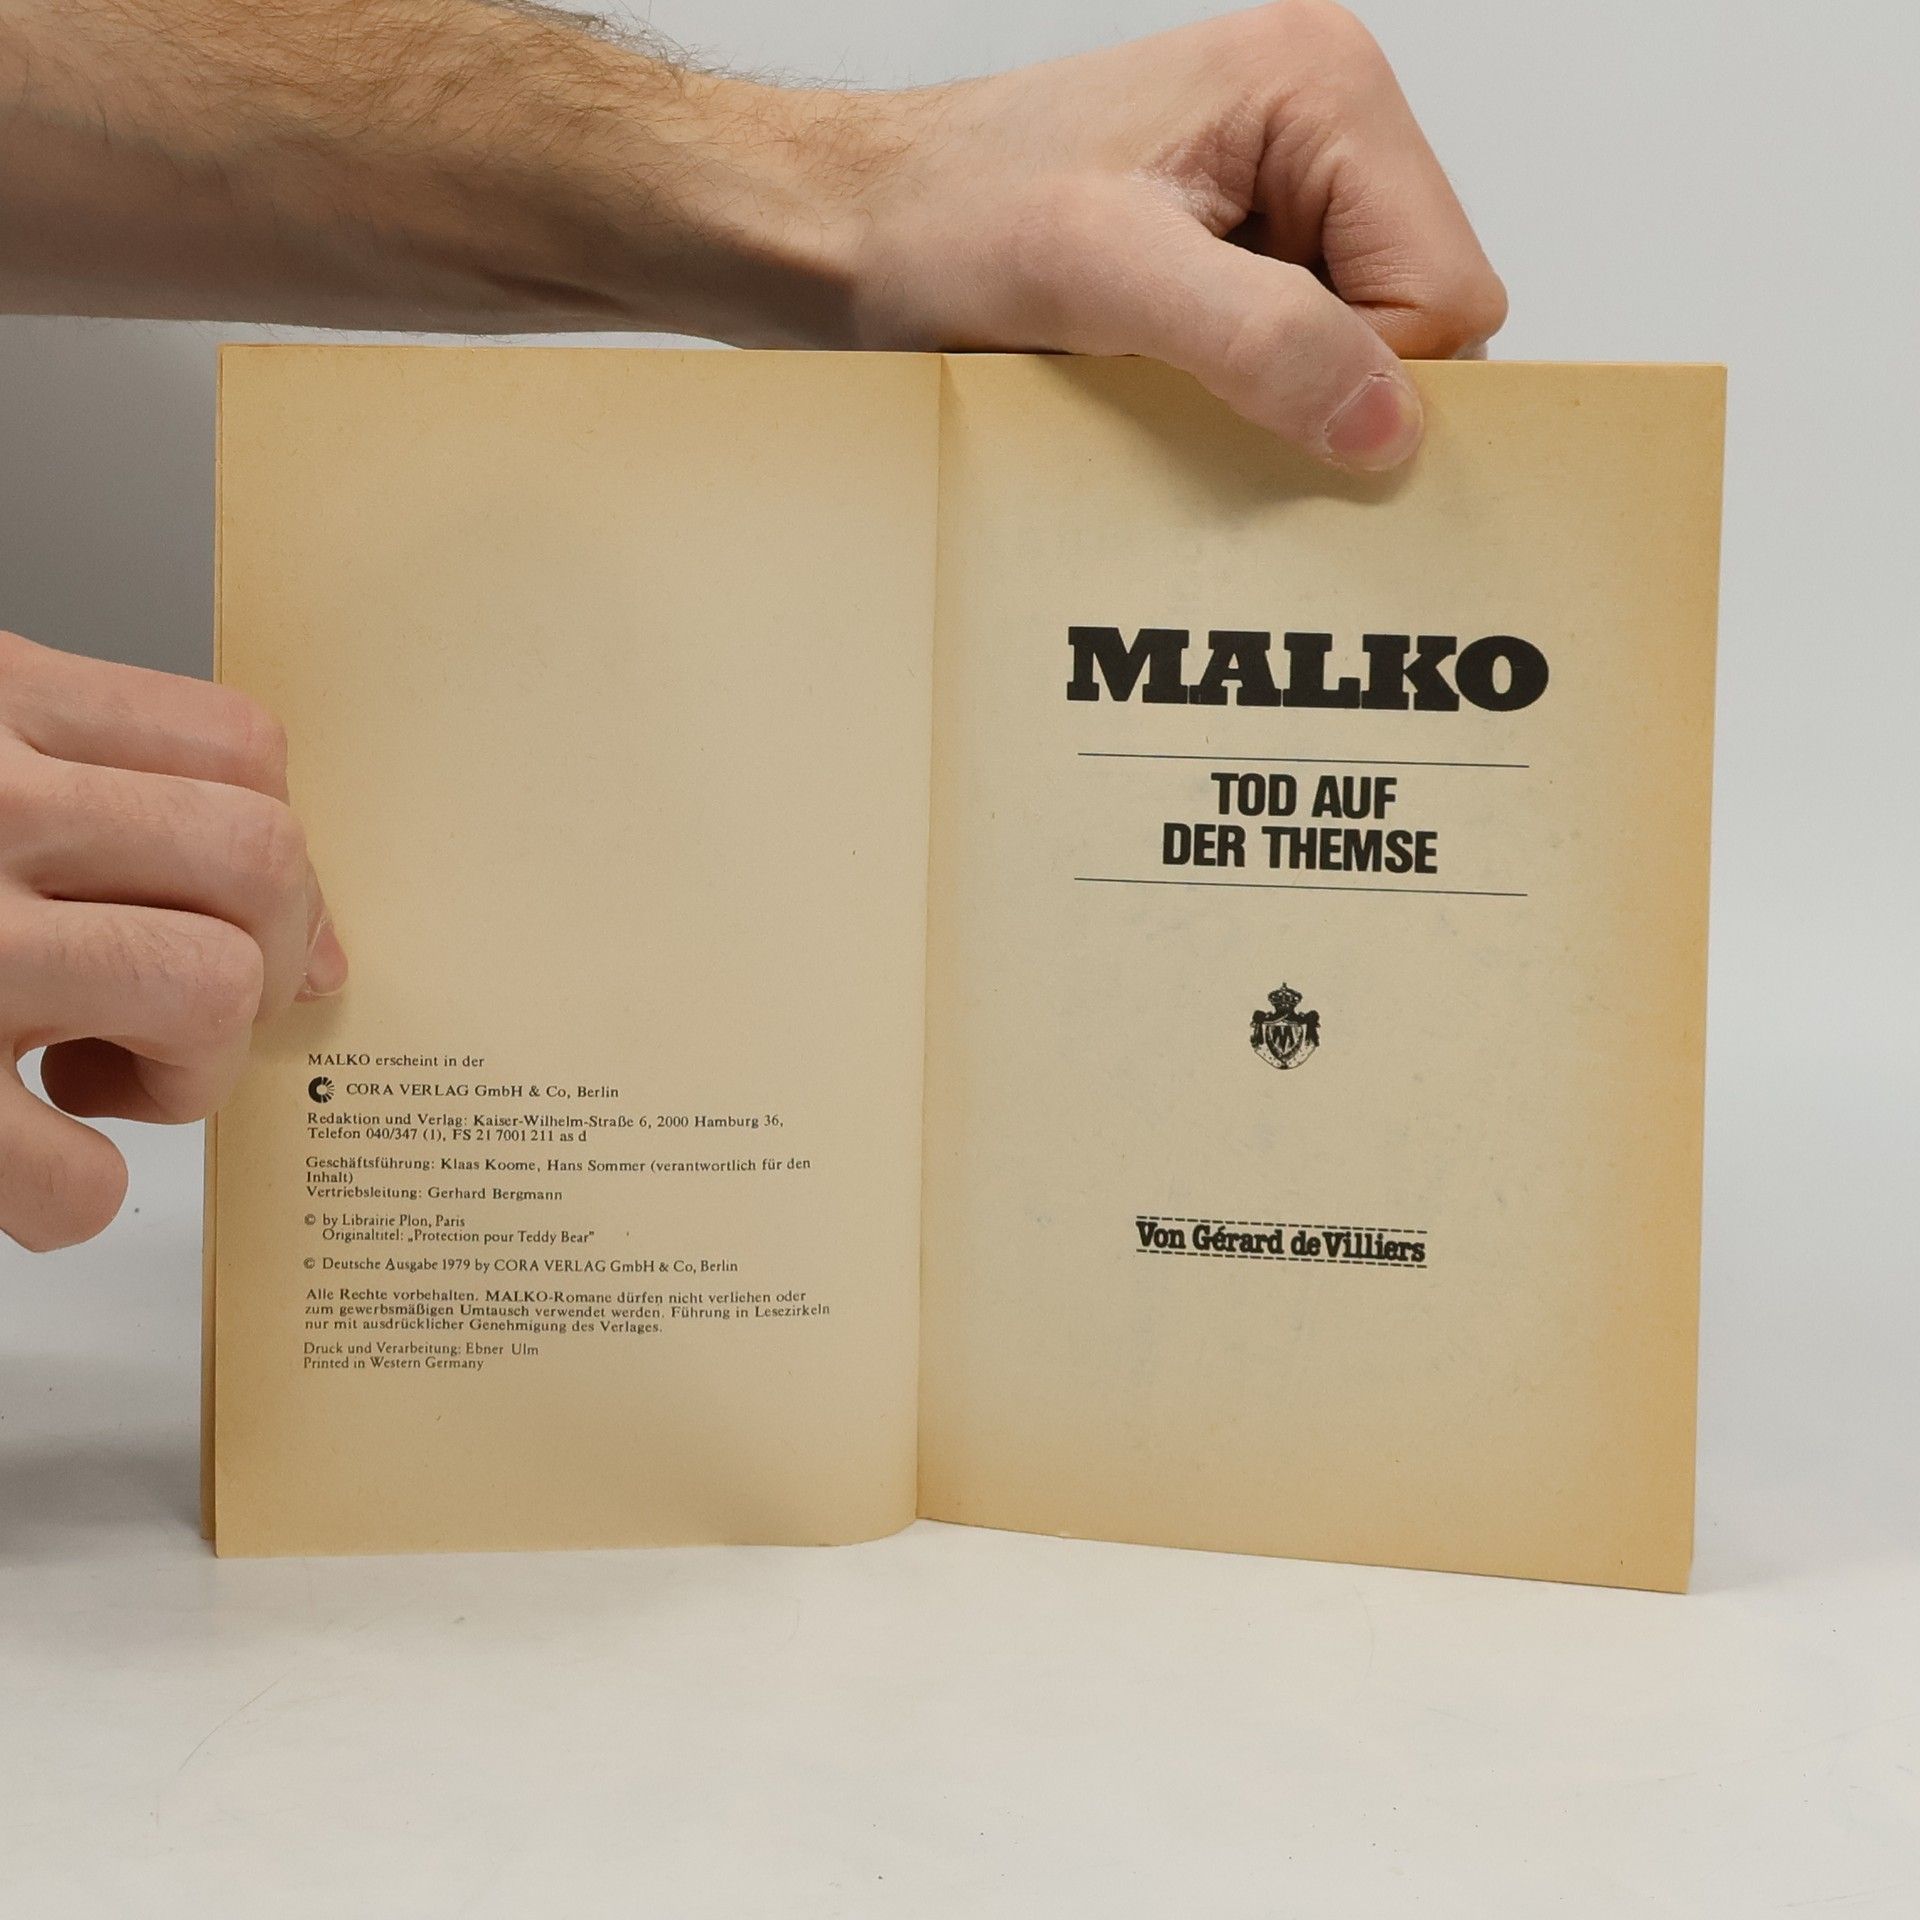 MALKO erscheint in der
CORA VERLAG GmbH & Co, Berlin
Redaktion und Verlag: Kaiser-Wilhelm-Straße 6, 2000 Hamburg 36,
Telefon 040/347 (1), FS 21 7001 211 as d
Geschäftsführung: Klaas Koome, Hans Sommer (verantwortlich für den
Inhalt)
Vertriebsleitung: Gerhard Bergmann
© by Librairie Plon, Paris
Originaltitel: „Protection pour Teddy Bear”
© Deutsche Ausgabe 1979 by CORA VERLAG GmbH & Co, Berlin
Alle Rechte vorbehalten. MALKO-Romane dürfen nicht verliehen oder
zum gewerbsmäßigen Umtausch verwendet werden. Führung in Lesezirkeln
nur mit ausdrücklicher Genehmigung des Verlages.
Druck und Verarbeitung: Ebner Ulm
Printed in Western Germany
MALKO
TOD AUF
DER THEMSE
M
Von Gérard de Villiers